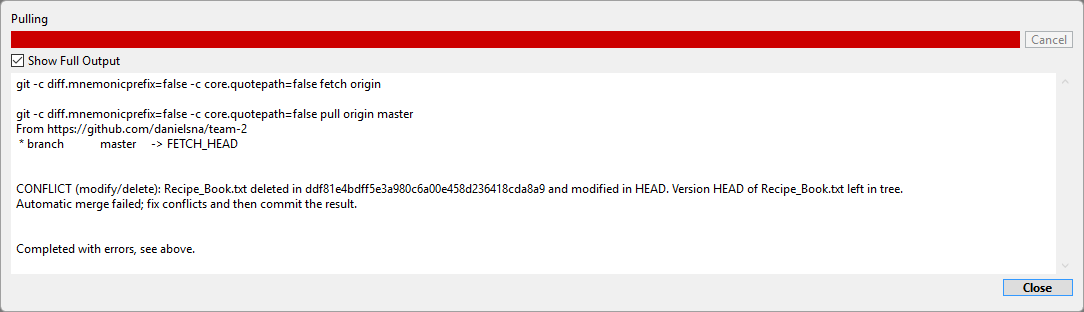 Pulling
Cancel
Show Full Output
git -c diff.mnemonicprefix=false -c core.quotepath=false fetch origin
git -c diff.mnemonicprefix=false -c core.quotepath=false pull origin master
From https://github.com/danielsna/team-2
* branch master -> FETCH_HEAD
CONFLICT (modify/delete): Recipe_Book.txt deleted in ddf81e4bdff5e3a980c6a00e458d236418cda8a9 and modified in HEAD. Version HEAD of Recipe_Book.txt left in tree.
Automatic merge failed; fix conflicts and then commit the result.
Completed with errors, see above.
Close